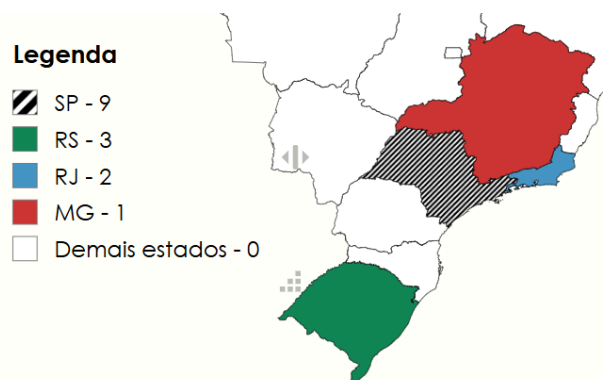 Legenda
SP - 9
RS - 3
RJ - 2
MG - 1
Demais estados - 0